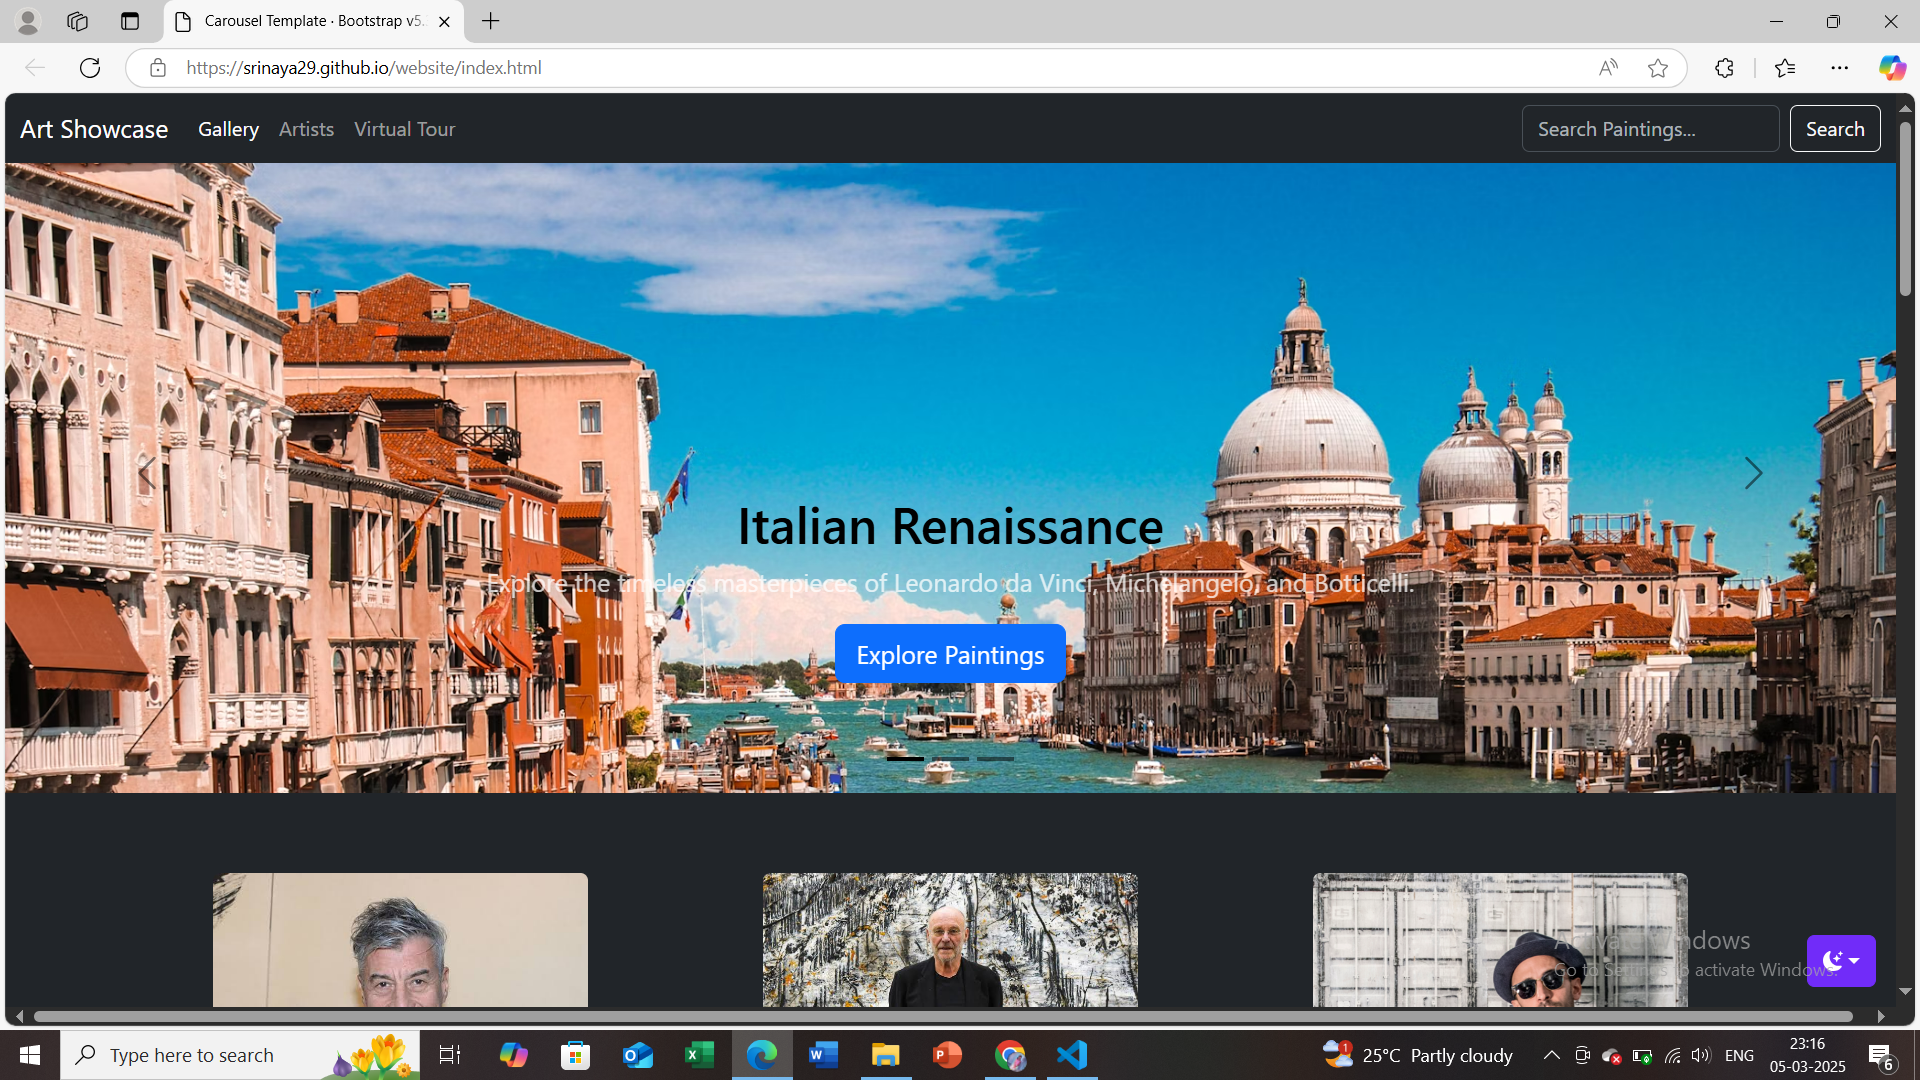 Carousel Template · Bootstrap v5.
https://srinaya29.github.io/website/index.html
Art Showcase Gallery Artists Virtual Tour Search Paintings... Search
Italian Renaissance
Explore the timeless masterpieces of Leonardo da Vinci, Michelangelo, and Botticelli.
Explore Paintings
Activate Windows
Go to Settings to activate Windows.
Type here to search
1 25°C Partly cloudy ENG 23:16
05-03-2025
6